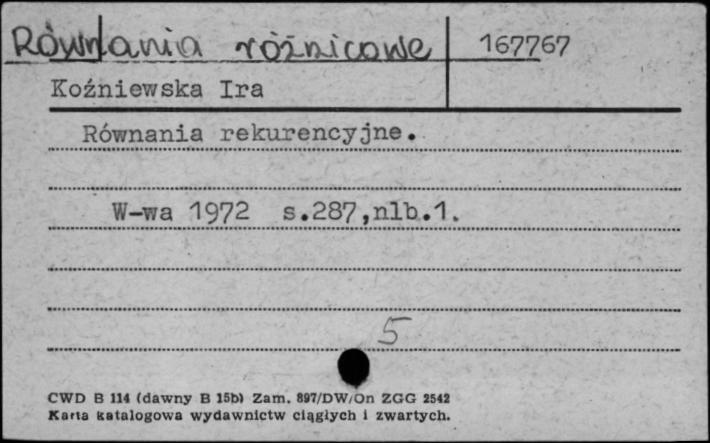 Równania różnicowe 167767
Koźniewska Ira
Równania rekurencyjne.
W-wa 1972 s.287,nlb.1.
5
CWD B 114 (dawny B 15b) Zam. 897/DW/On ZGG 2542
Karta katalogowa wydawnictw ciągłych i zwartych.